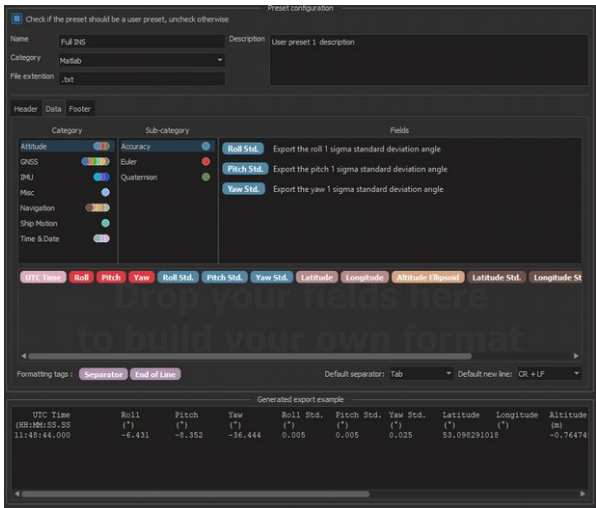 Preset configuration
Check if the preset should be a user preset, uncheck otherwise
Name Full INS Description User preset 1 description
Category Matlab
File extention .txt
Header Data Footer
Category Sub-category Fields
Attitude Accuracy Roll Std. Export the roll 1 sigma standard deviation angle
GNSS Euler Pitch Std. Export the pitch 1 sigma standard deviation angle
IMU Quaternion Yaw Std. Export the yaw 1 sigma standard deviation angle
Misc
Navigation
Ship Motion
Time & Date
UTC Time Roll Pitch Yaw Roll Std. Pitch Std. Yaw Std. Latitude Longitude Altitude Ellipsoid Latitude Std. Longitude St
Drop your fields here
to build your own format
Formatting tags : Separator End of Line Default separator: Tab Default new line: CR + LF
Generated export example
UTC Time Roll Pitch Yaw Roll Std. Pitch Std. Yaw Std. Latitude Longitude Altitude
(HH:MM:SS.SS (°) (°) (°) (°) (°) (°) (°) (°) (m)
11:48:44.000 -6.431 -8.352 -36.444 0.005 0.005 0.025 53.098291018 -0.76474